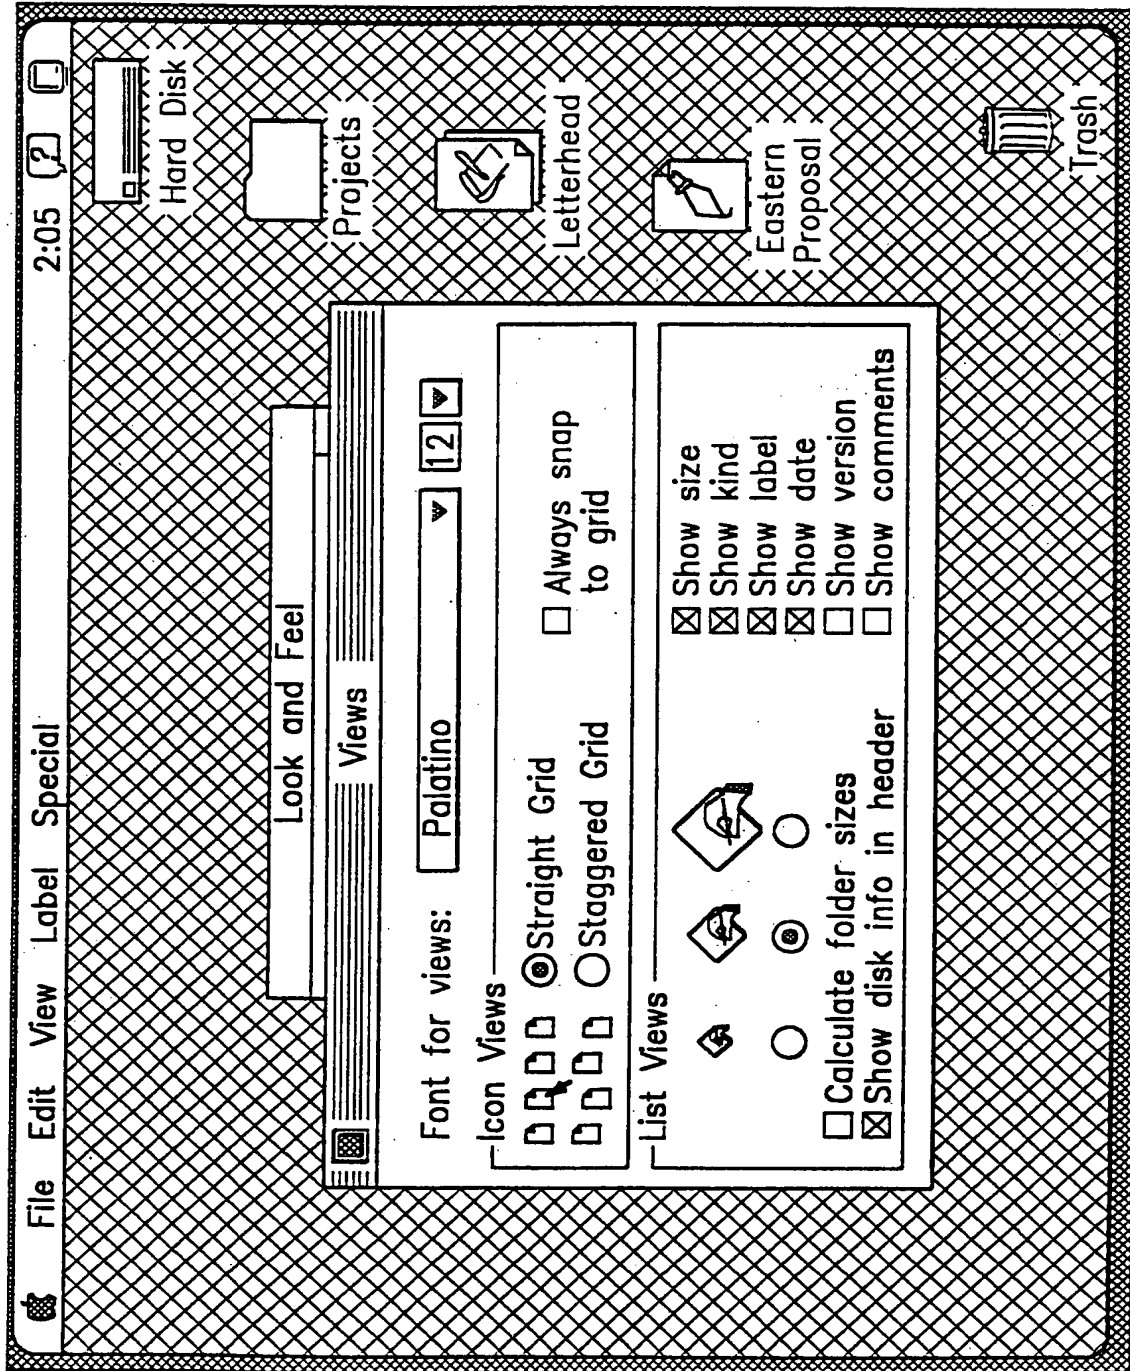 File Edit View Label Special 2:05 ?
Hard Disk
Projects
Letterhead
Eastern
Proposal
Trash
Look and Feel
Views
Font for views: Palatino 12
Icon Views
Straight Grid
Staggered Grid
Always snap
to grid
List Views
Show size
Show kind
Show label
Show date
Show version
Show comments
Calculate folder sizes
Show disk info in header